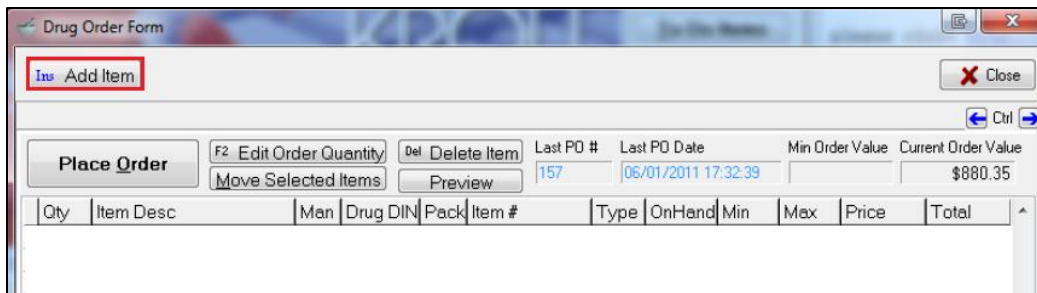 Drug Order Form
Ins Add Item
Close
Ctrl
Place Order
F2 Edit Order Quantity
Move Selected Items
Del Delete Item
Preview
Last PO #
157
Last PO Date
06/01/2011 17:32:39
Min Order Value
Current Order Value
$880.35
Qty Item Desc Man Drug DIN Pack Item # Type OnHand Min Max Price Total